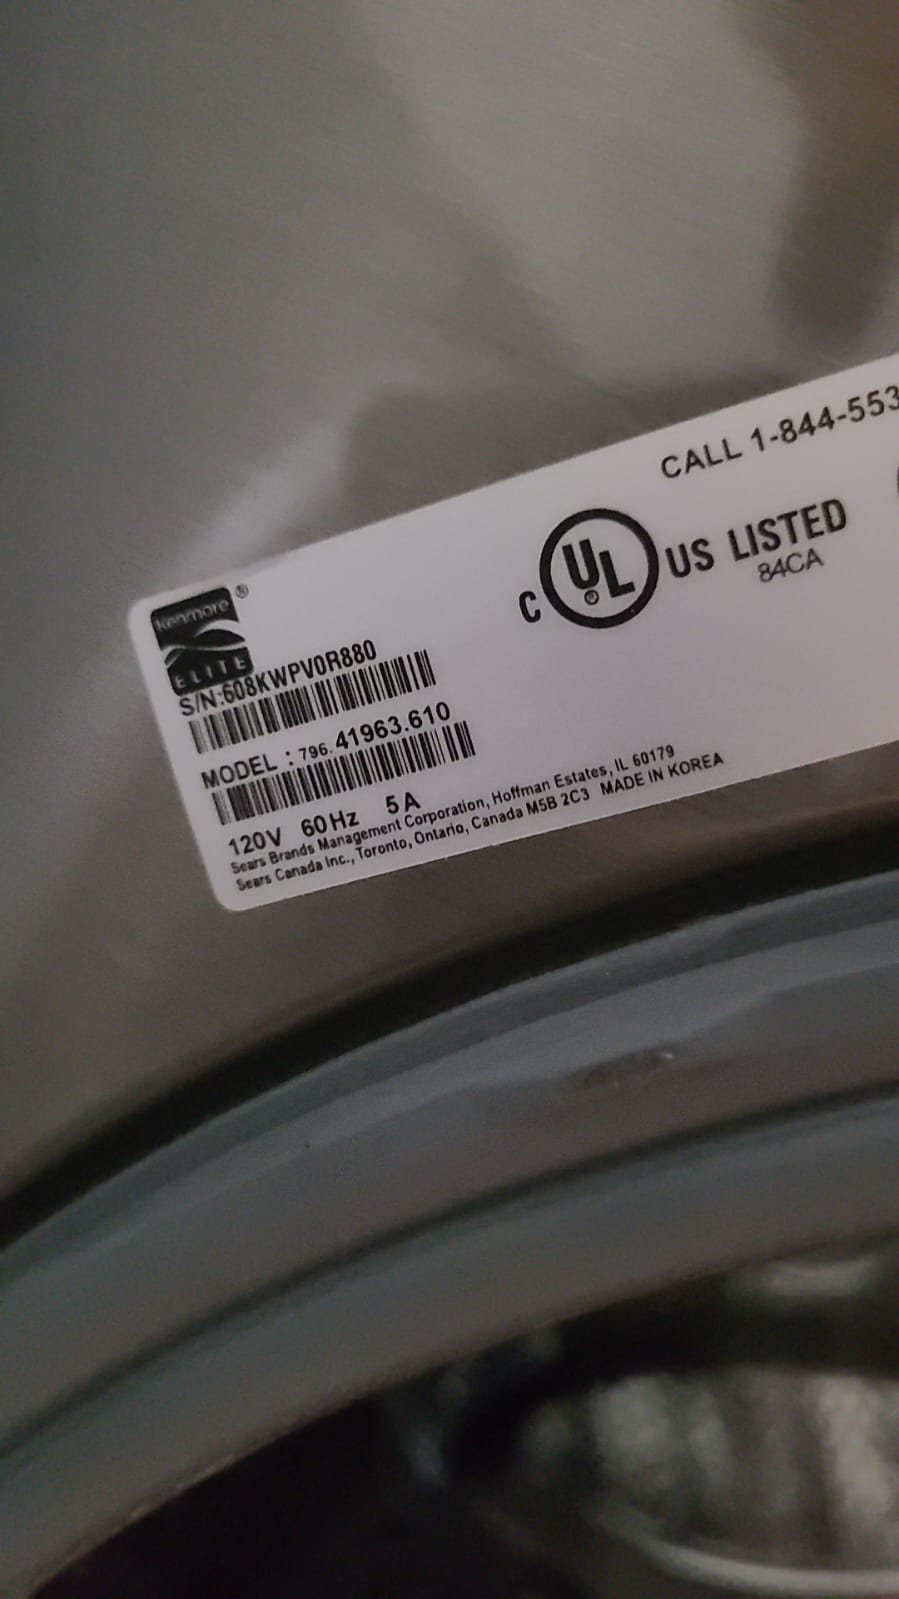 CALL 1-844-553
Kenmore®
ELITE
C UL® US LISTED
84CA
S/N:608KWPV0R880
MODEL : 796.41963.610
120V 60Hz 5A
Sears Brands Management Corporation, Hoffman Estates, IL 60179
Sears Canada Inc., Toronto, Ontario, Canada M5B 2C3 MADE IN KOREA